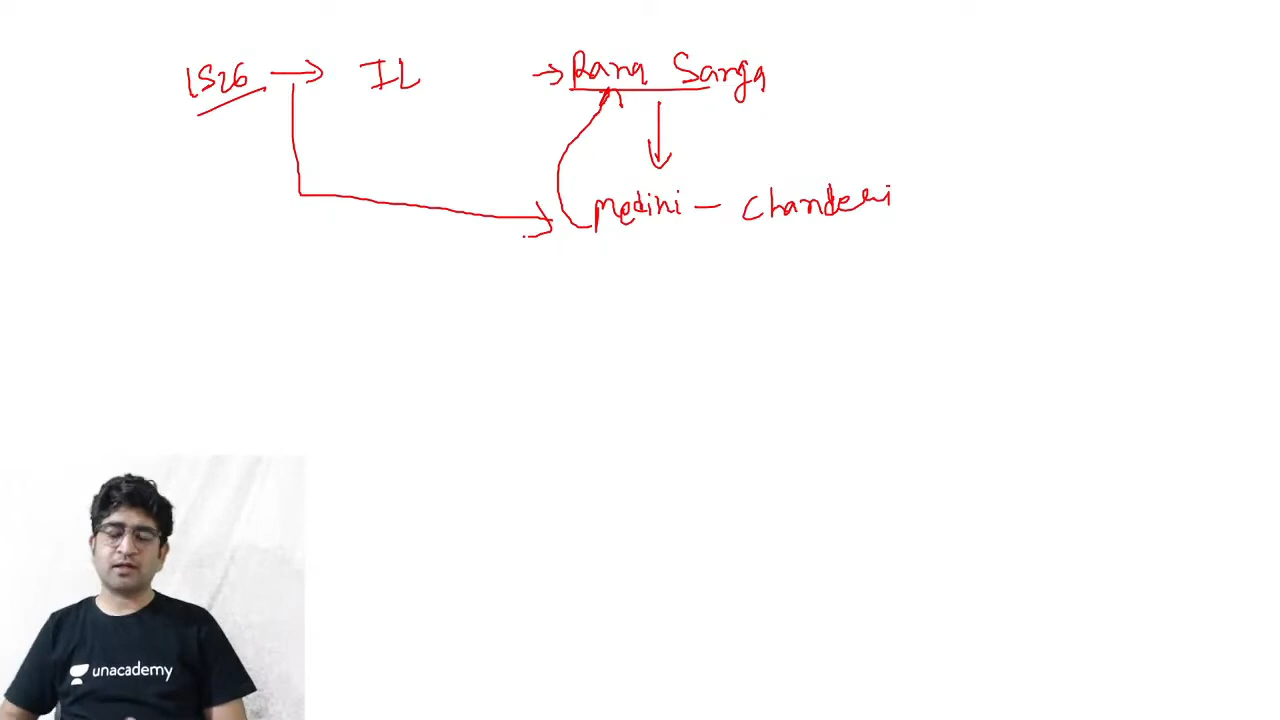 1526 → IL → Rana Sanga
Medini - Chanderi
unacademy